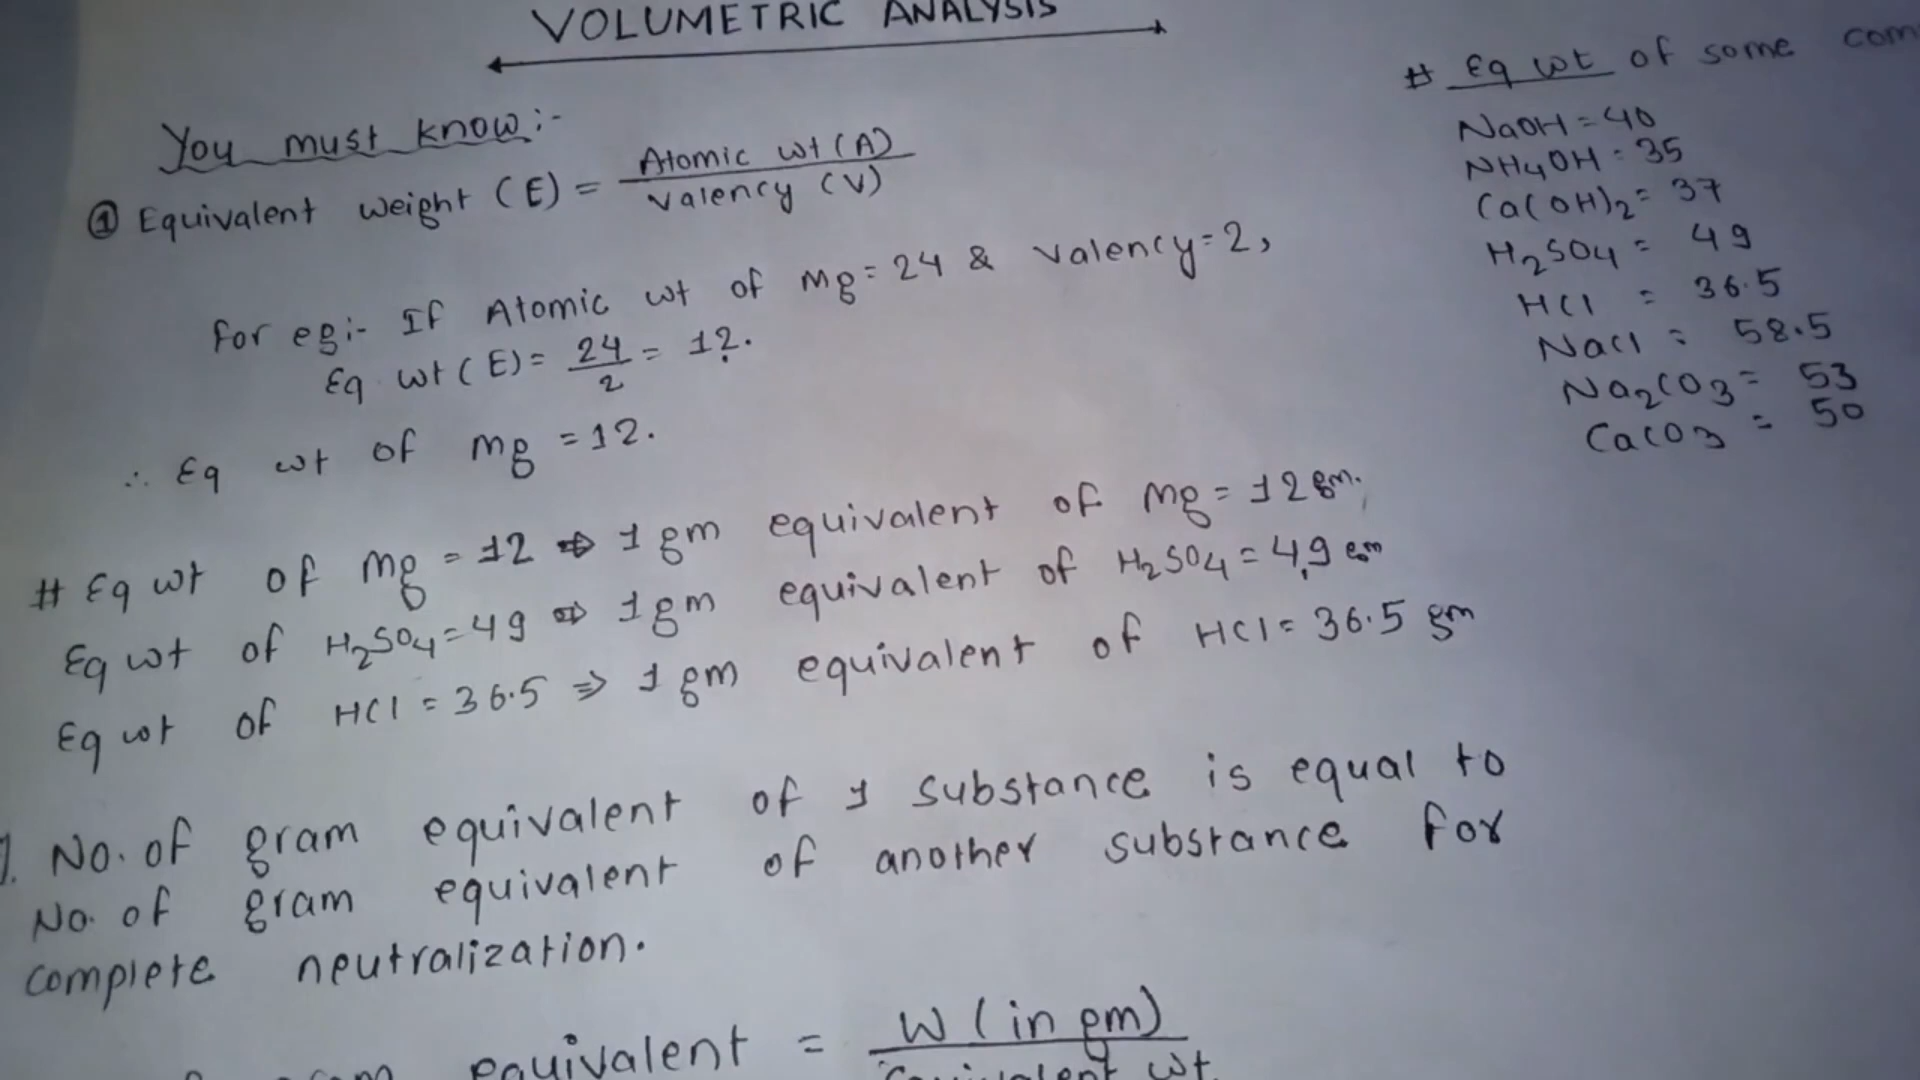 VOLUMETRIC ANALYSIS
You must know:-
① Equivalent weight (E) = Atomic wt (A) / Valency (V)
for eg:- If Atomic wt of Mg = 24 & Valency = 2,
Eq wt (E) = 24/2 = 12.
∴ Eq wt of Mg = 12.
# Eq wt of Mg = 12 ⇒ 1 gm equivalent of Mg = 12 gm.
Eq wt of H2SO4 = 49 ⇒ 1 gm equivalent of H2SO4 = 49 gm
Eq wt of HCl = 36.5 ⇒ 1 gm equivalent of HCl = 36.5 gm
1. No. of gram equivalent of 1 substance is equal to
No. of gram equivalent of another substance for
complete neutralization.
equivalent = W (in gm) / Equivalent wt
# Eq wt of some com
NaOH = 40
NH4OH = 35
Ca(OH)2 = 37
H2SO4 = 49
HCl = 36.5
NaCl = 58.5
Na2CO3 = 53
CaCO3 = 50